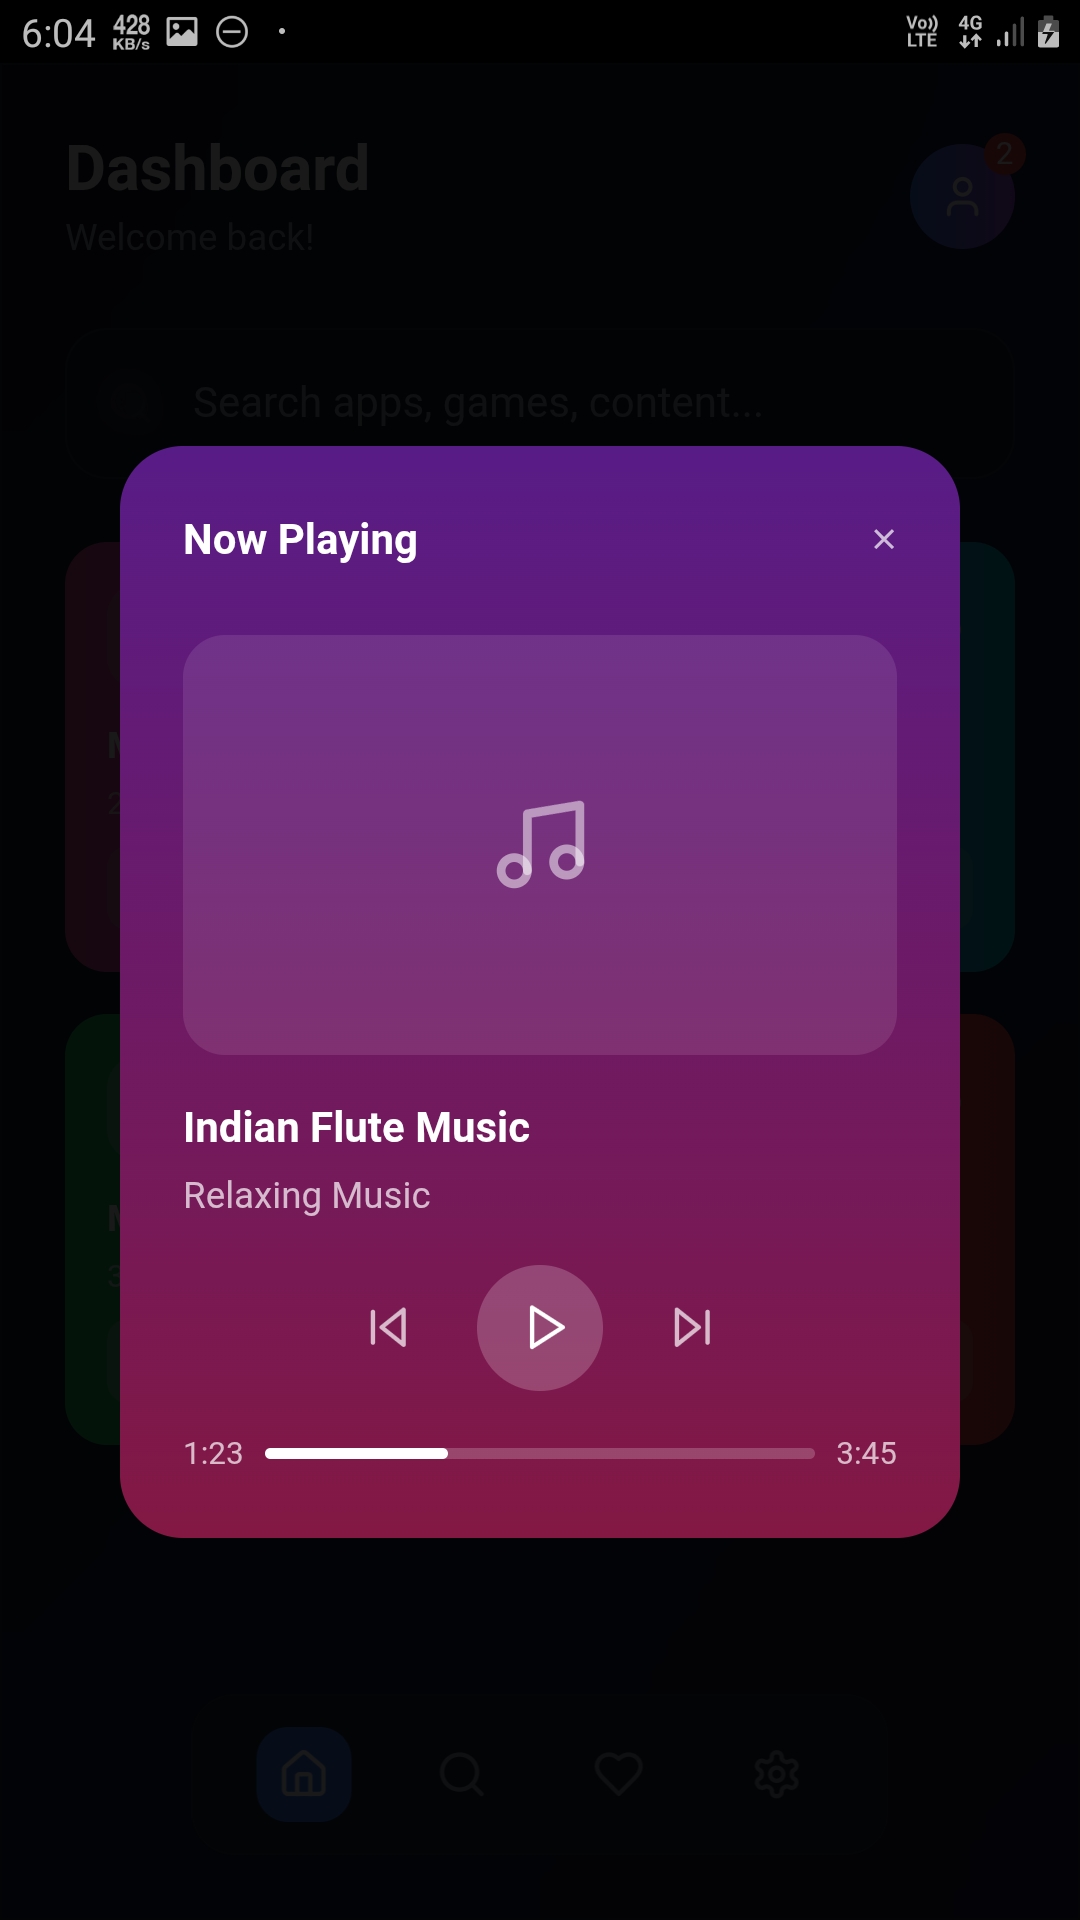 6:04 428 KB/s Vo)) LTE 4G
Dashboard
2
Welcome back!
Search apps, games, content...
Now Playing
Indian Flute Music
Relaxing Music
1:23 3:45